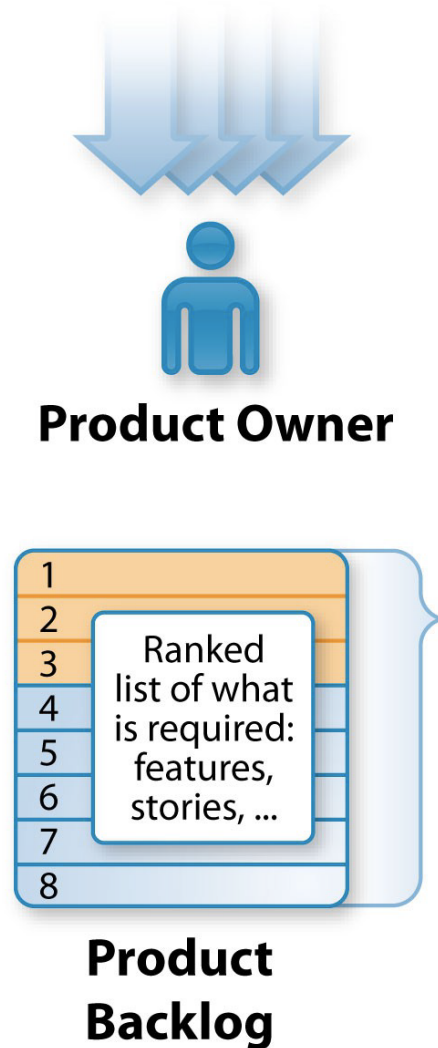 Product Owner
1
2
3
4
5
6
7
8
Ranked
list of what
is required:
features,
stories, ...
Product
Backlog